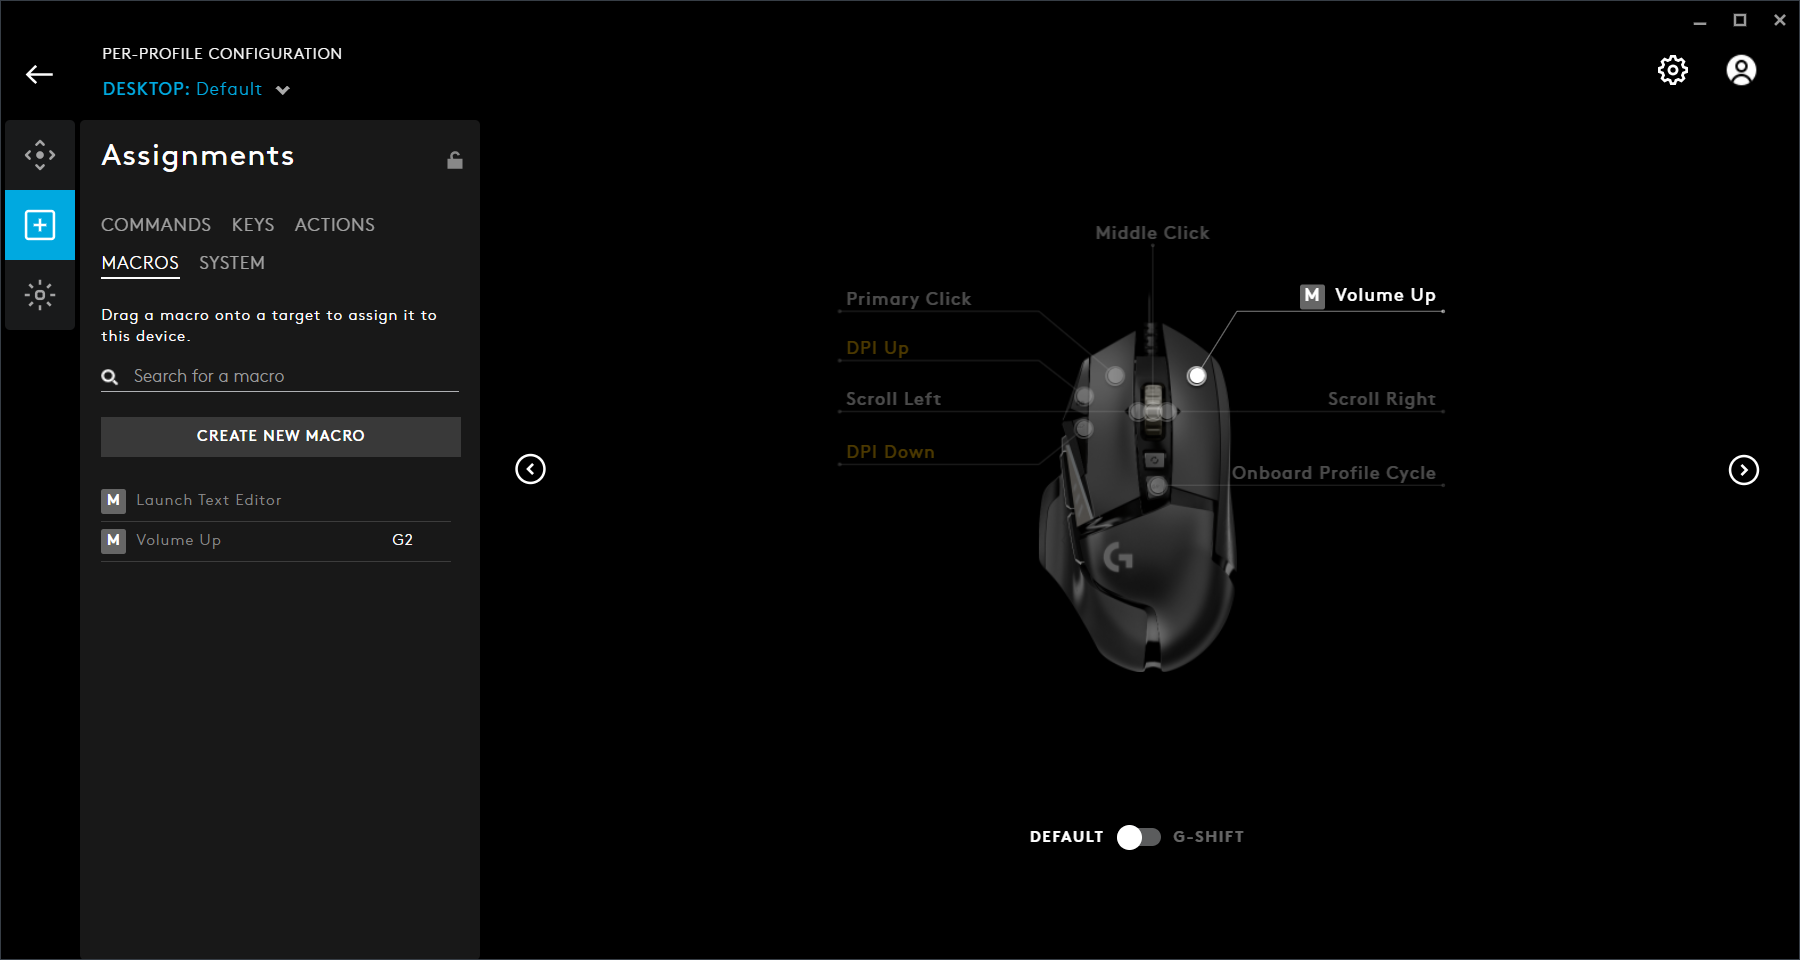 PER-PROFILE CONFIGURATION
DESKTOP: Default
Assignments
COMMANDS KEYS ACTIONS
MACROS SYSTEM
Drag a macro onto a target to assign it to
this device.
Search for a macro
CREATE NEW MACRO
M Launch Text Editor
M Volume Up G2
Middle Click
Primary Click
M Volume Up
DPI Up
Scroll Left
Scroll Right
DPI Down
Onboard Profile Cycle
G
DEFAULT G-SHIFT